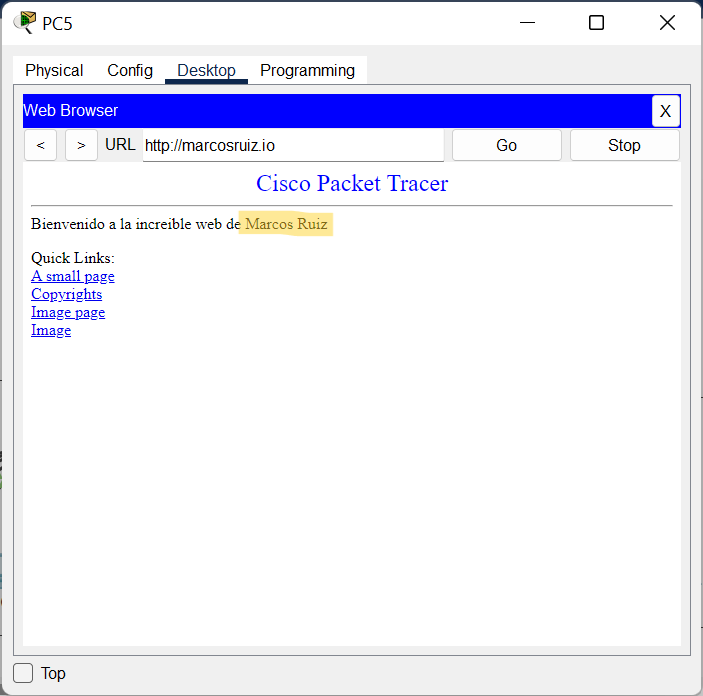 PC5
Physical Config Desktop Programming
Web Browser X
< > URL http://marcosruiz.io Go Stop
Cisco Packet Tracer
Bienvenido a la increible web de Marcos Ruiz
Quick Links:
A small page
Copyrights
Image page
Image
Top